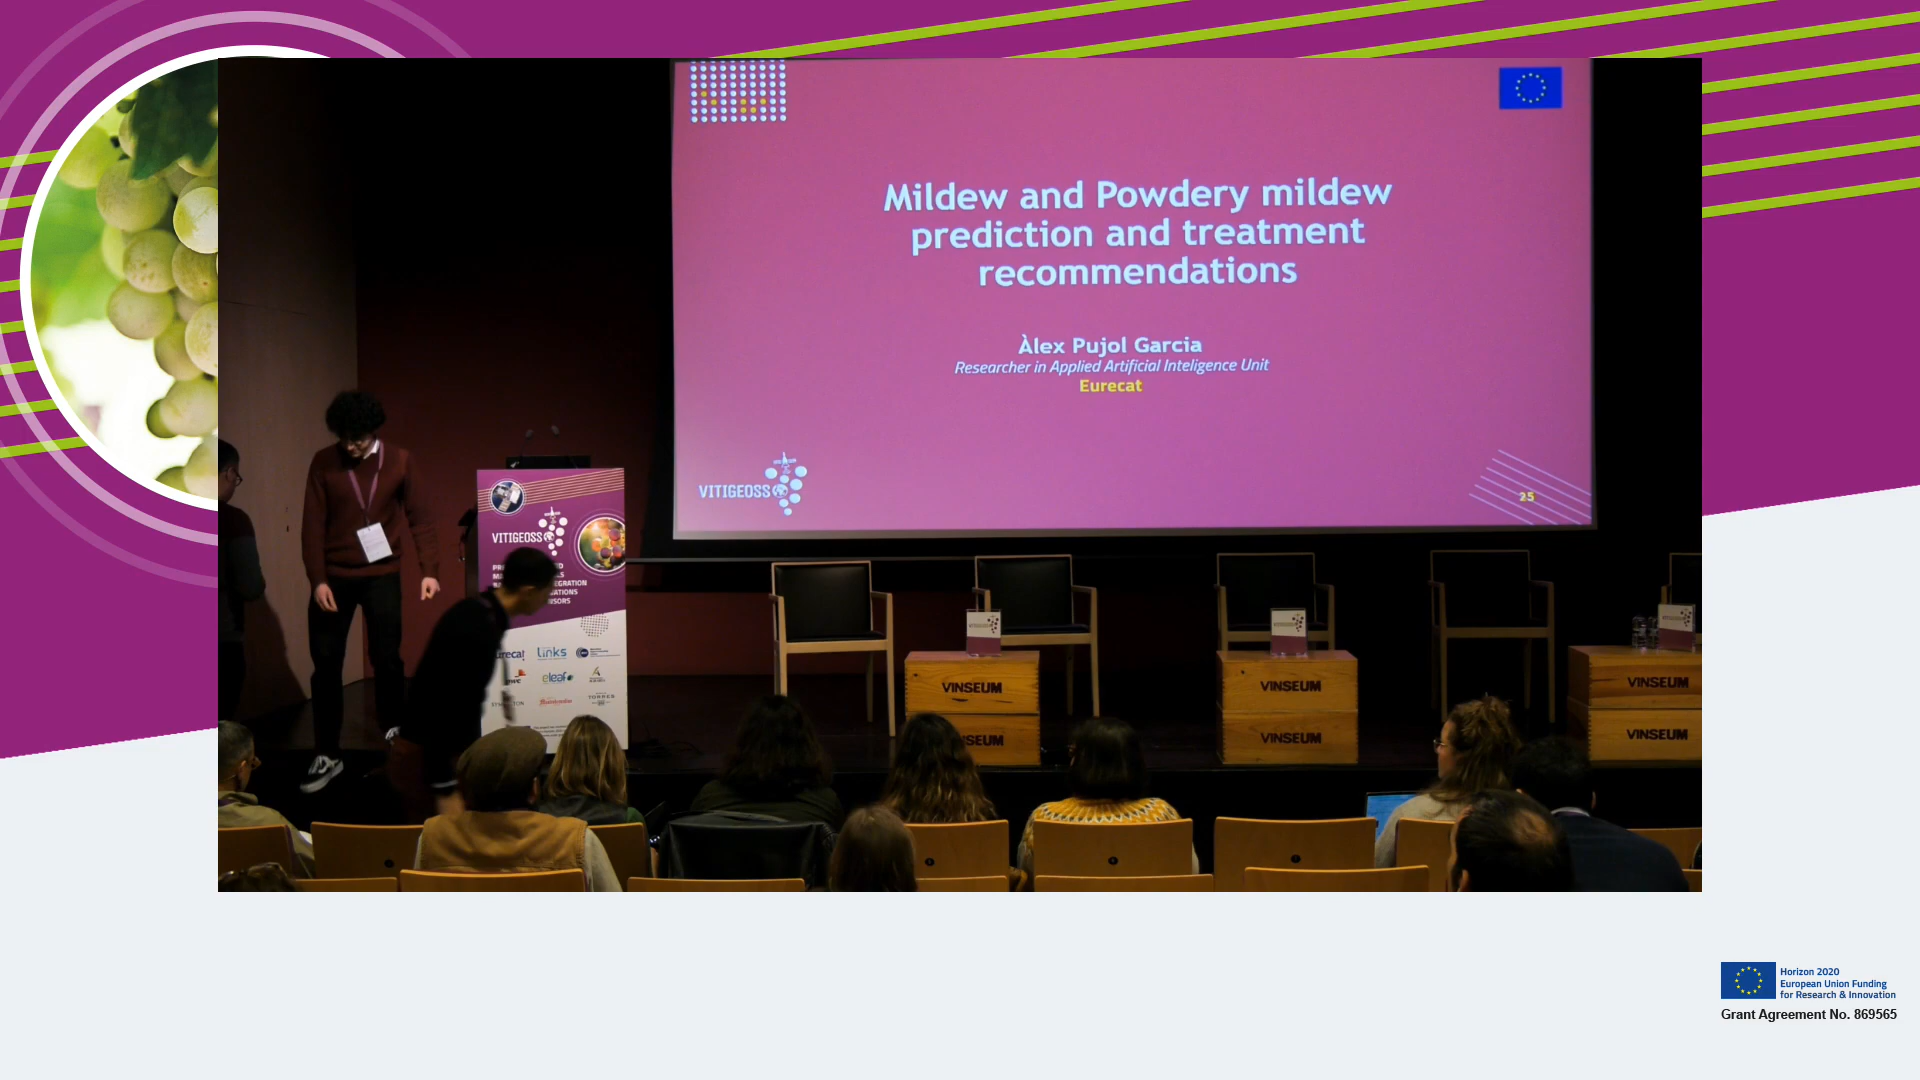 Mildew and Powdery mildew
prediction and treatment
recommendations
Àlex Pujol Garcia
Researcher in Applied Artificial Inteligence Unit
Eurecat
VITIGEOSS
25
VITIGEOSS
links
eleaf
TORRES
VINSEUM
VINSEUM
VINSEUM
VINSEUM
VINSEUM
Horizon 2020
European Union Funding
for Research & Innovation
Grant Agreement No. 869565